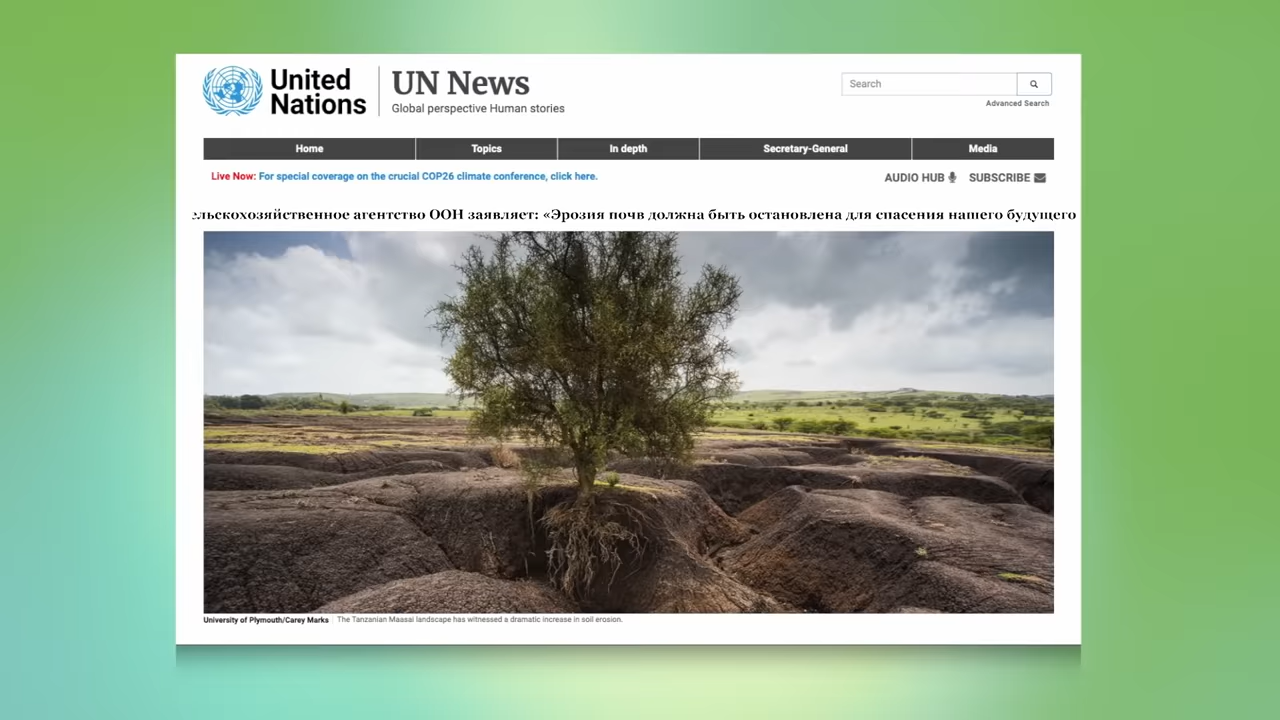 United
Nations
UN News
Global perspective Human stories
Search
Advanced Search
Home
Topics
In depth
Secretary-General
Media
Live Now: For special coverage on the crucial COP26 climate conference, click here.
AUDIO HUB
SUBSCRIBE
ельскохозяйственное агентство ООН заявляет: «Эрозия почв должна быть остановлена для спасения нашего будущего
University of Plymouth/Carey Marks
The Tanzanian Maasai landscape has witnessed a dramatic increase in soil erosion.